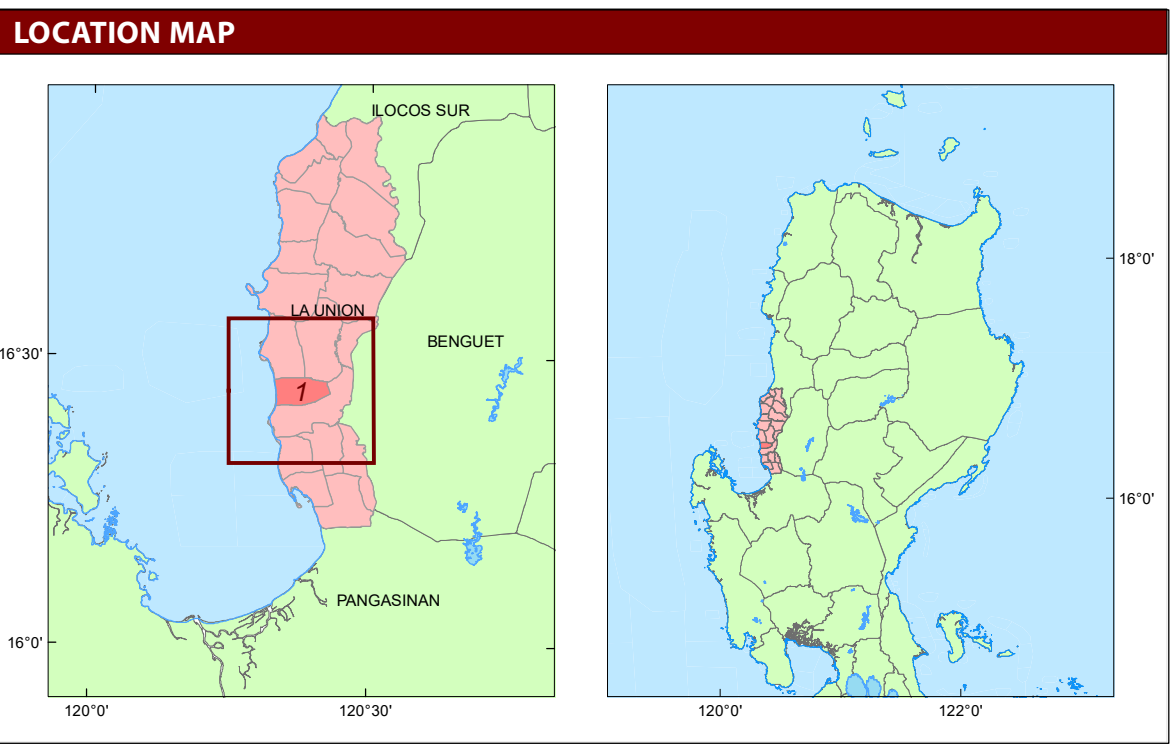 LOCATION MAP
ILOCOS SUR
LA UNION
BENGUET
16°30'
1
PANGASINAN
16°0'
120°0'
120°30'
18°0'
16°0'
120°0'
122°0'